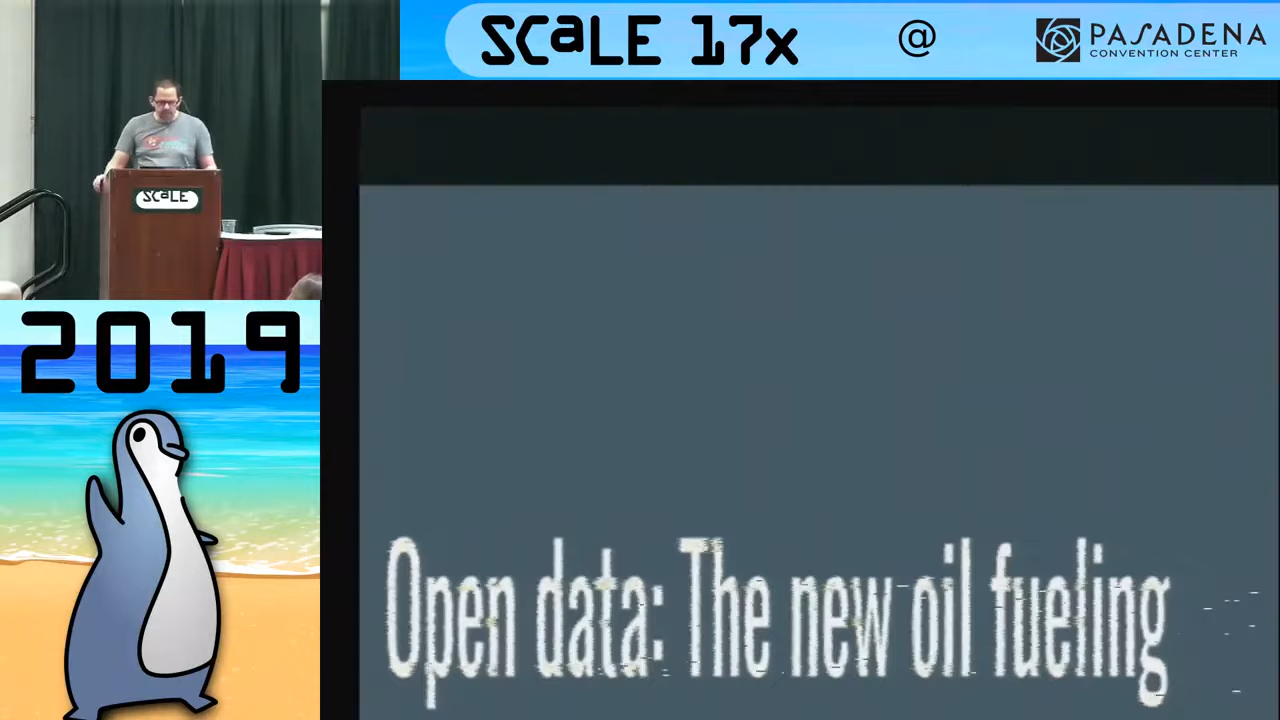 SCaLE 17x @ PASADENA
CONVENTION CENTER
SCaLE
2019
Open data: The new oil fueling